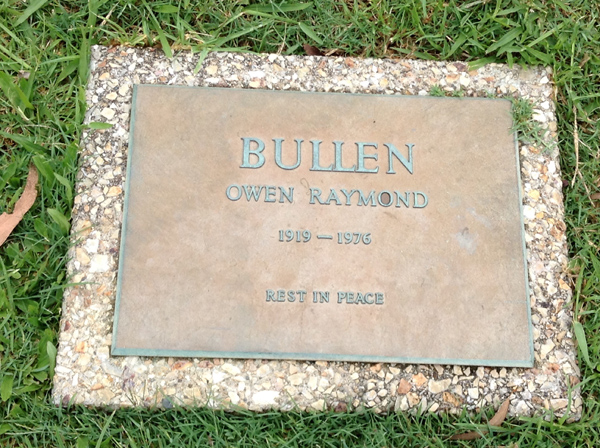 BULLEN
OWEN RAYMOND
1919 — 1976
REST IN PEACE